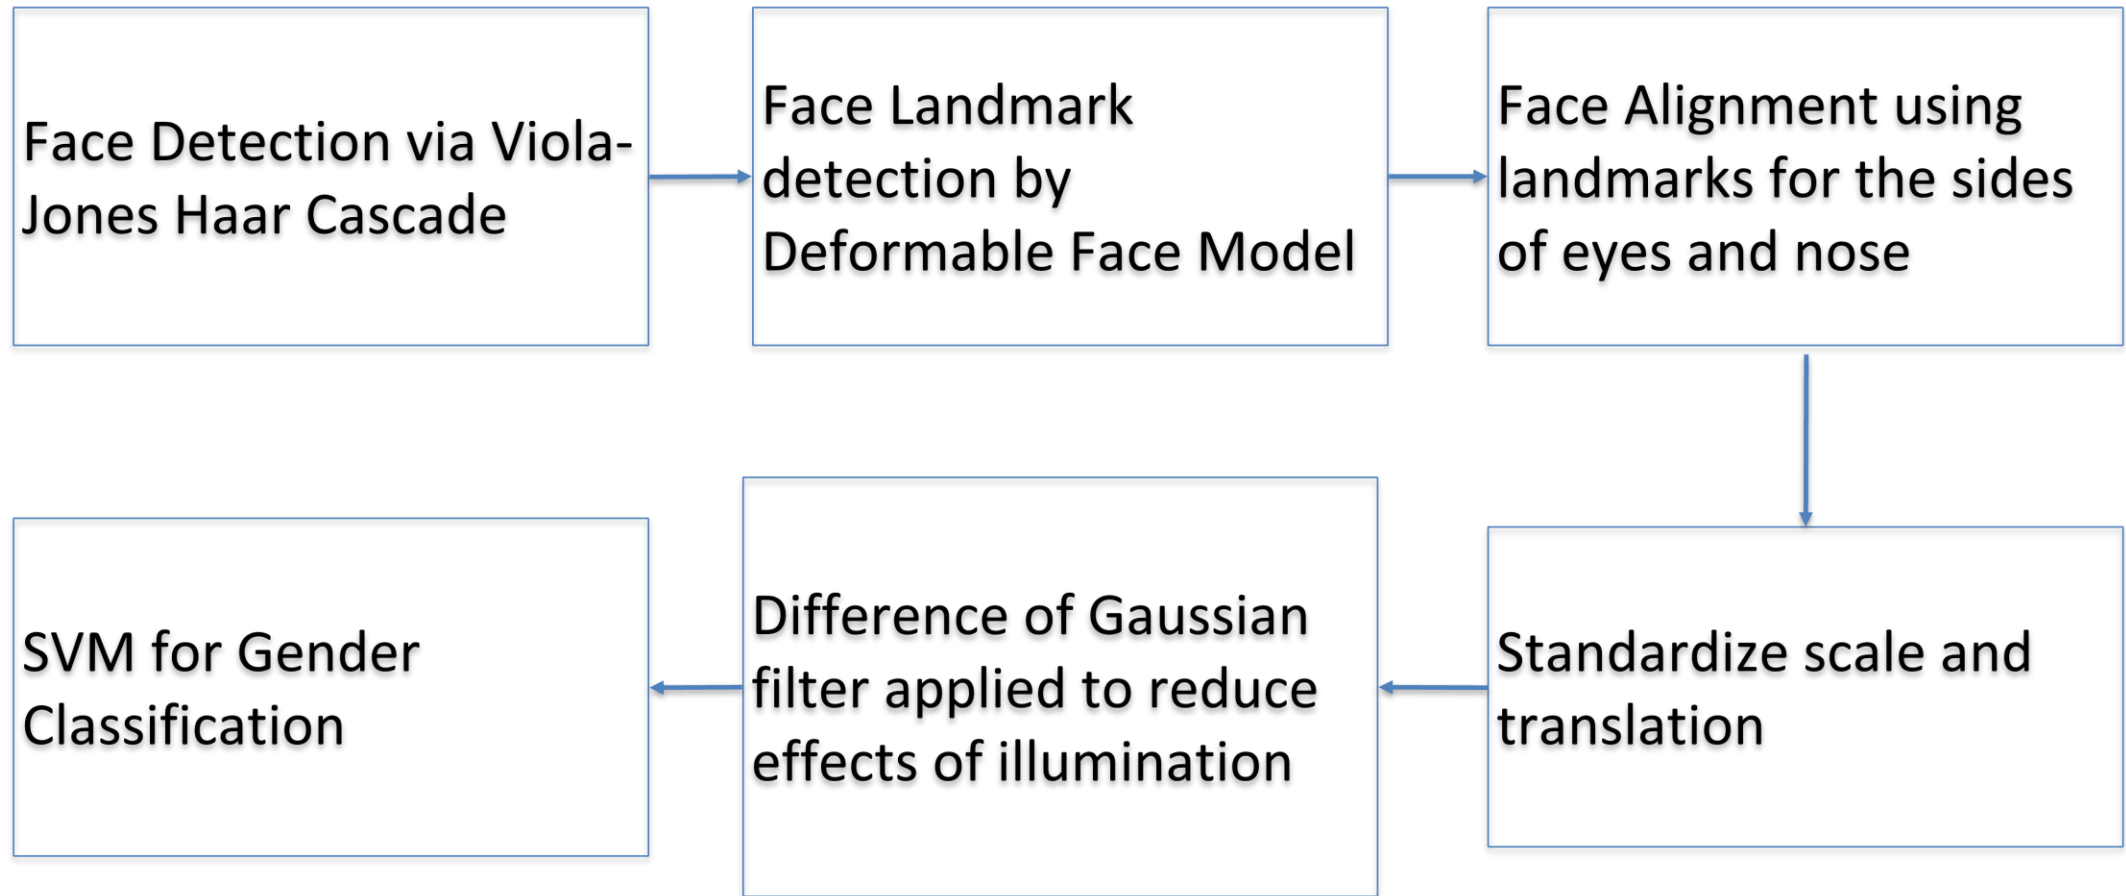 Face Detection via Viola-
Jones Haar Cascade
Face Landmark
detection by
Deformable Face Model
Face Alignment using
landmarks for the sides
of eyes and nose
Standardize scale and
translation
Difference of Gaussian
filter applied to reduce
effects of illumination
SVM for Gender
Classification